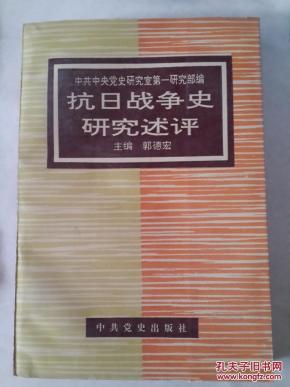 中共中央党史研究室第一研究部编
抗日战争史
研究述评
主编 郭德宏
中共党史出版社
孔夫子旧书网